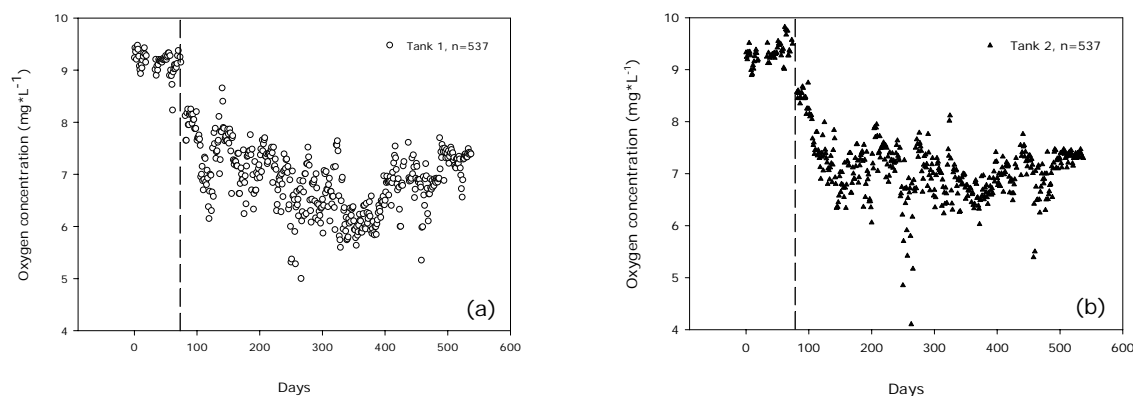 10
9
8
7
6
5
4
Oxygen concentration (mg*L⁻¹)
Tank 1, n=537
(a)
0 100 200 300 400 500 600
Days
10
9
8
7
6
5
4
Oxygen concentration (mg*L⁻¹)
Tank 2, n=537
(b)
0 100 200 300 400 500 600
Days